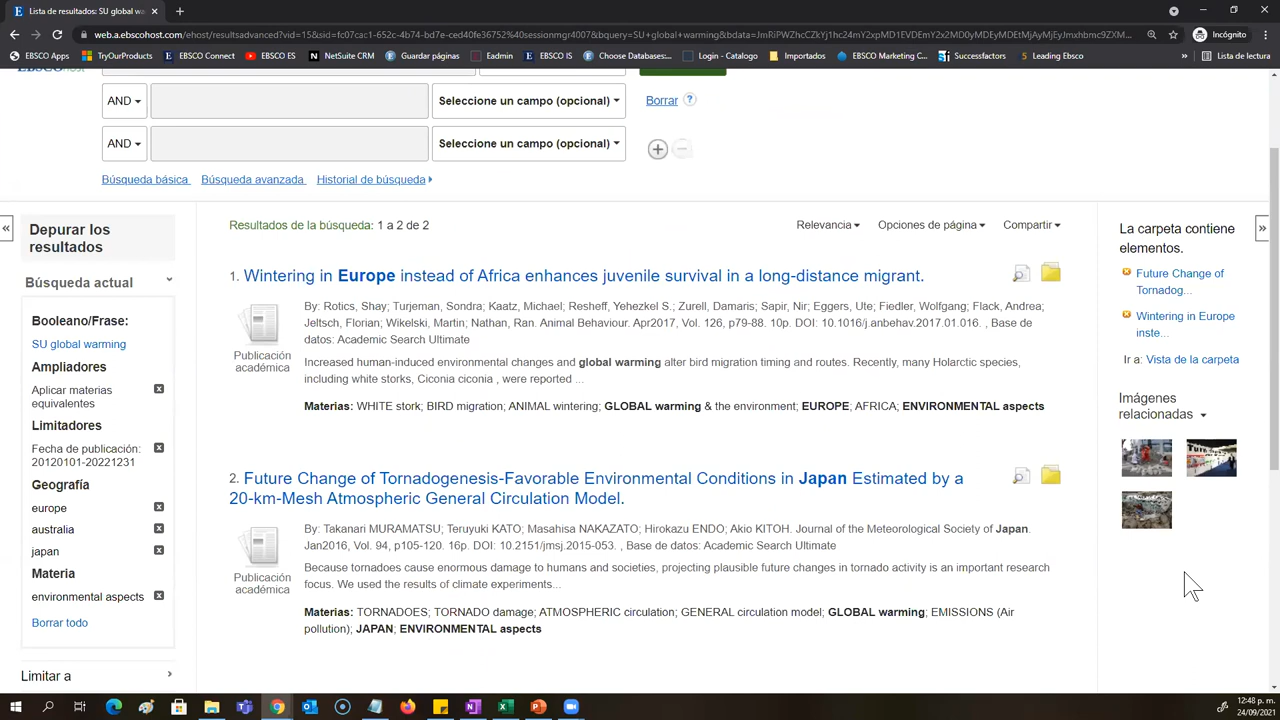 Lista de resultados: SU global war
web.a.ebscohost.com/ehost/resultsadvanced?vid=15&sid=fc07cac1-652c-4b74-bd7e-ced40fe36752%40sessionmgr4007&bquery=SU+global+warming&bdata=
Incógnito
TryOurProducts
EBSCO Connect
YouTube
EBSCO ES
NetSuite CRM
Guardar páginas
Eadmin
EBSCO IS
Choose Databases:...
Login - Catalogo
Importados
EBSCO Marketing C...
Successfactors
Leading Ebsco
»
Lista de lectura
EBSCOhost
AND
Seleccione un campo (opcional)
Borrar
?
AND
Seleccione un campo (opcional)
Búsqueda básica
Búsqueda avanzada
Historial de búsqueda
«
Depurar los
resultados
Búsqueda actual
Booleano/Frase:
SU global warming
Ampliadores
Aplicar materias
equivalentes
Limitadores
Fecha de publicación:
20120101-20221231
Geografía
europe
australia
japan
Materia
environmental aspects
Borrar todo
Limitar a
Resultados de la búsqueda: 1 a 2 de 2
Relevancia
Opciones de página
Compartir
1. Wintering in Europe instead of Africa enhances juvenile survival in a long-distance migrant.
Publicación
académica
By: Rotics, Shay; Turjeman, Sondra; Kaatz, Michael; Resheff, Yehezkel S.; Zurell, Damaris; Sapir, Nir; Eggers, Ute; Fiedler, Wolfgang; Flack, Andrea;
Jeltsch, Florian; Wikelski, Martin; Nathan, Ran. Animal Behaviour. Apr2017, Vol. 126, p79-88. 10p. DOI: 10.1016/j.anbehav.2017.01.016. , Base de
datos: Academic Search Ultimate
Increased human-induced environmental changes and global warming alter bird migration timing and routes. Recently, many Holarctic species,
including white storks, Ciconia ciconia , were reported ...
Materias: WHITE stork; BIRD migration; ANIMAL wintering; GLOBAL warming & the environment; EUROPE; AFRICA; ENVIRONMENTAL aspects
2. Future Change of Tornadogenesis-Favorable Environmental Conditions in Japan Estimated by a
20-km-Mesh Atmospheric General Circulation Model.
Publicación
académica
By: Takanari MURAMATSU; Teruyuki KATO; Masahisa NAKAZATO; Hirokazu ENDO; Akio KITOH. Journal of the Meteorological Society of Japan.
Jan2016, Vol. 94, p105-120. 16p. DOI: 10.2151/jmsj.2015-053. , Base de datos: Academic Search Ultimate
Because tornadoes cause enormous damage to humans and societies, projecting plausible future changes in tornado activity is an important research
focus. We used the results of climate experiments...
Materias: TORNADOES; TORNADO damage; ATMOSPHERIC circulation; GENERAL circulation model; GLOBAL warming; EMISSIONS (Air
pollution); JAPAN; ENVIRONMENTAL aspects
La carpeta contiene
elementos.
»
Future Change of
Tornadog...
Wintering in Europe
inste...
Ir a: Vista de la carpeta
Imágenes
relacionadas
12:48 p. m.
24/09/2021